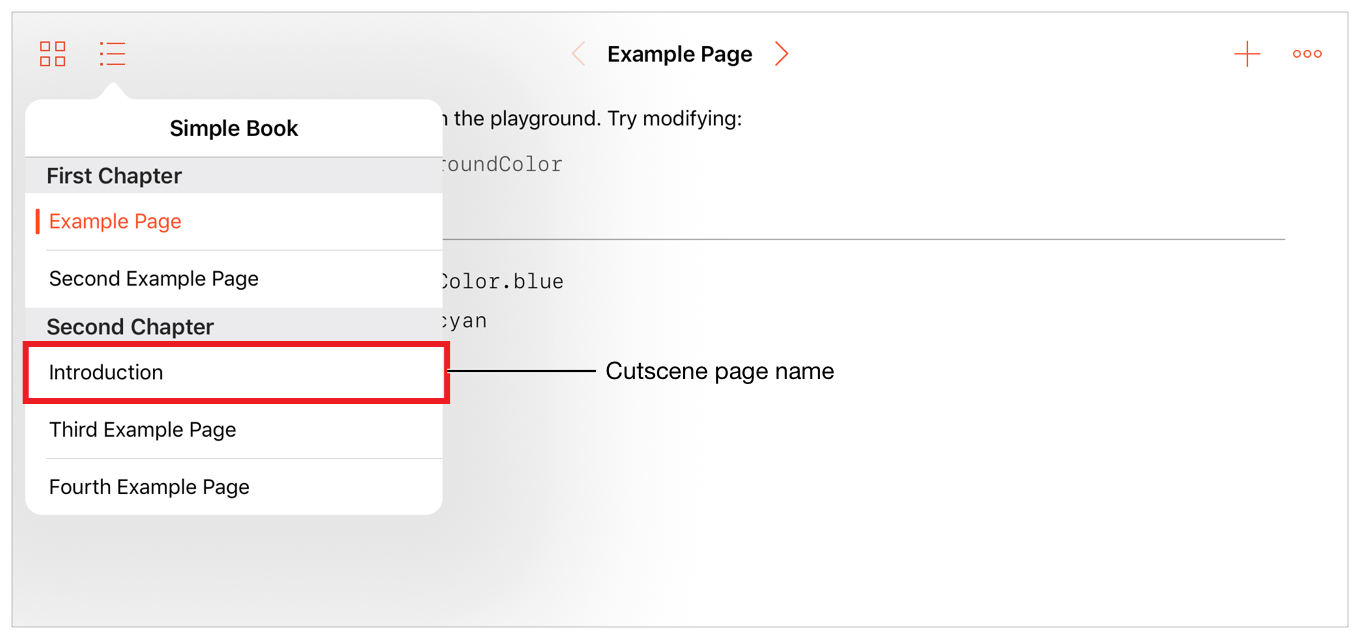 Example Page
Simple Book
the playground. Try modifying:
First Chapter
roundColor
Example Page
Second Example Page
Color.blue
Second Chapter
cyan
Introduction
Cutscene page name
Third Example Page
Fourth Example Page